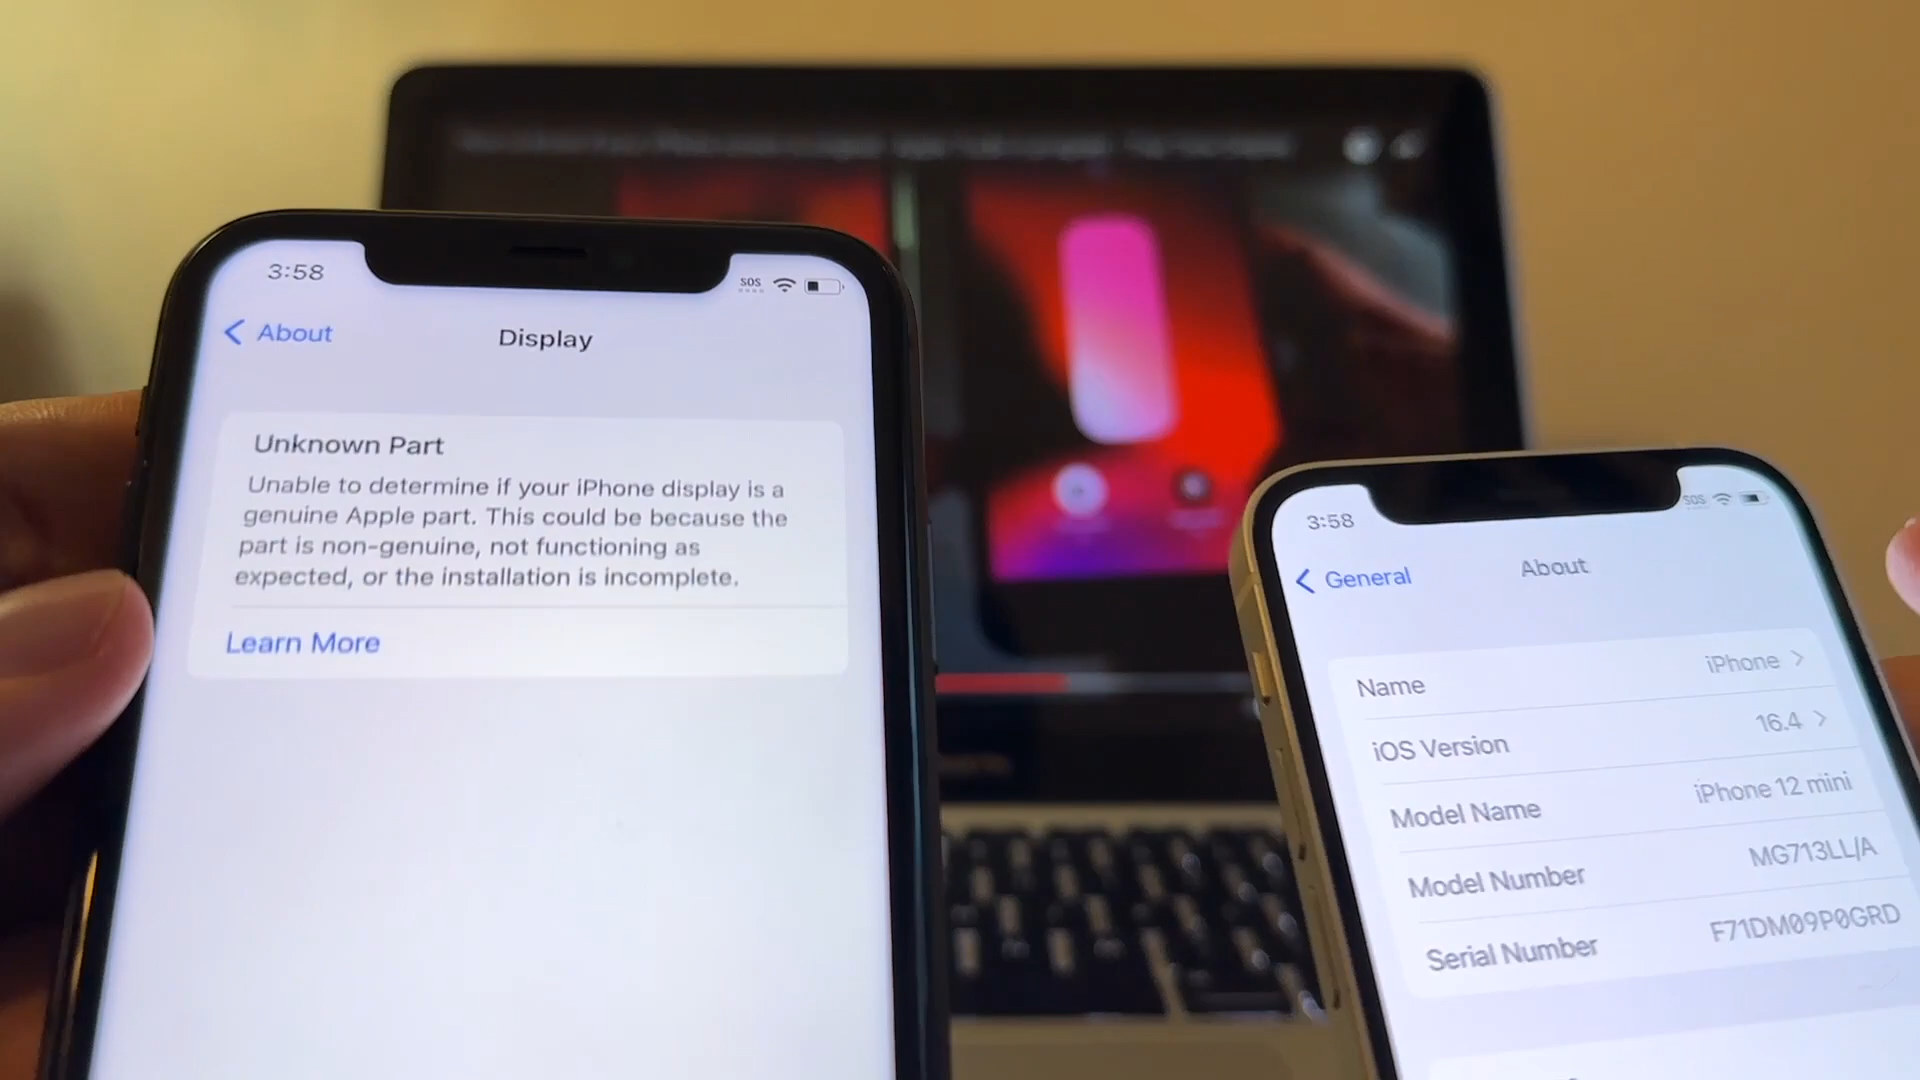 3:58
SOS
About
Display
Unknown Part
Unable to determine if your iPhone display is a
genuine Apple part. This could be because the
part is non-genuine, not functioning as
expected, or the installation is incomplete.
Learn More
3:58
SOS
General
About
Name
iPhone
iOS Version
16.4
Model Name
iPhone 12 mini
Model Number
MG713LL/A
Serial Number
F71DM09P0GRD